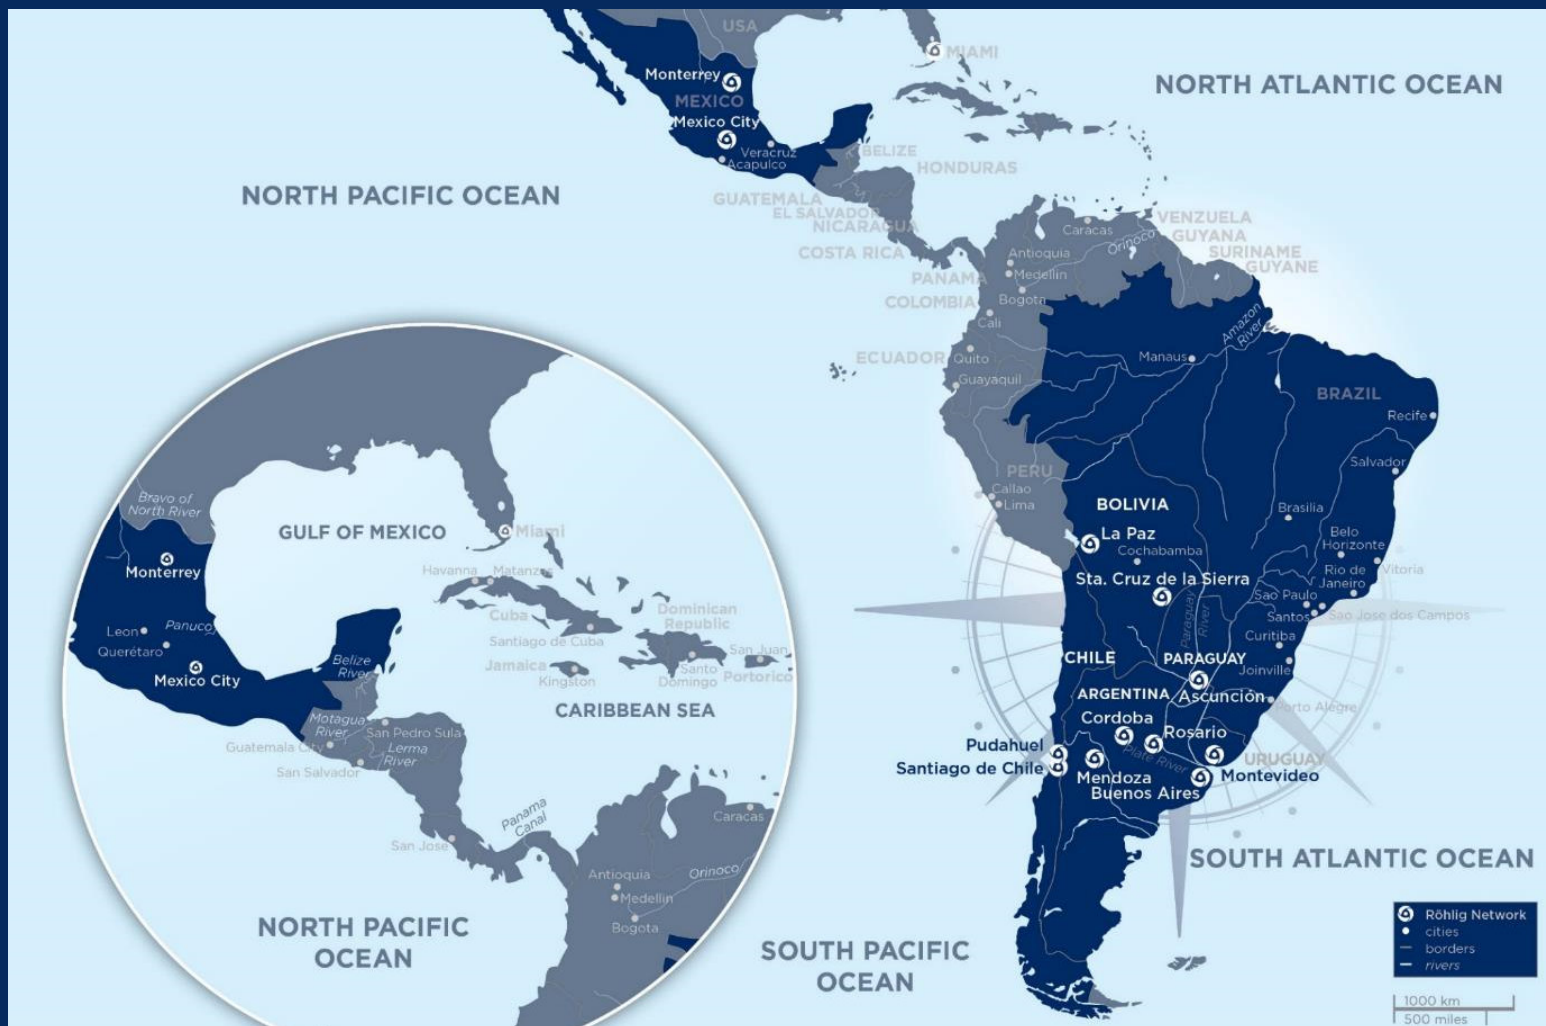 USA
MIAMI
Monterrey
MEXICO
Mexico City
Veracruz
Acapulco
NORTH ATLANTIC OCEAN
NORTH PACIFIC OCEAN
BELIZE
HONDURAS
GUATEMALA
EL SALVADOR
NICARAGUA
COSTA RICA
PANAMA
COLOMBIA
ECUADOR
VENZUELA
GUYANA
SURINAME
GUYANE
Caracas
Orinoco
Antioquia
Medellin
Bogota
Cali
Quito
Guayaquil
Manaus
Amazon
River
BRAZIL
Recife
Salvador
PERU
Callao
Lima
BOLIVIA
La Paz
Cochabamba
Sta. Cruz de la Sierra
Brasilia
Belo
Horizonte
Rio de
Janeiro
Vitoria
Sao Paulo
Santos
Sao Jose dos Campos
Paraguay
River
Curitiba
Joinville
CHILE
PARAGUAY
Ascunción
Porto Alegre
ARGENTINA
Cordoba
Rosario
Plate River
Pudahuel
Santiago de Chile
Mendoza
Buenos Aires
URUGUAY
Montevideo
SOUTH ATLANTIC OCEAN
SOUTH PACIFIC
OCEAN
Bravo of
North River
GULF OF MEXICO
Miami
Monterrey
Havanna
Matanzas
Cuba
Santiago de Cuba
Dominican
Republic
San Juan
Portorico
Santo
Domingo
Jamaica
Kingston
CARIBBEAN SEA
Leon
Panuco
Querétaro
Mexico City
Belize
River
Motagua
River
San Pedro Sula
Lerma
River
Guatemala City
San Salvador
Panama
Canal
San Jose
Caracas
Antioquia
Medellin
Orinoco
Bogota
NORTH PACIFIC
OCEAN
Röhlig Network
cities
borders
rivers
1000 km
500 miles